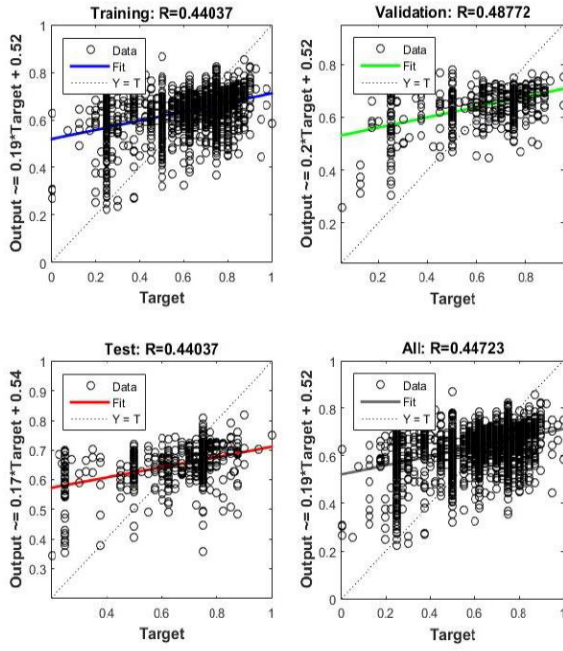 Training: R=0.44037
Output ~= 0.19*Target + 0.52
1
0.8
0.6
0.4
0.2
0
Data
Fit
Y = T
0 0.2 0.4 0.6 0.8 1
Target
Validation: R=0.48772
Output ~= 0.2*Target + 0.52
0.8
0.6
0.4
0.2
Data
Fit
Y = T
0.2 0.4 0.6 0.8
Target
Test: R=0.44037
Output ~= 0.17*Target + 0.54
1
0.9
0.8
0.7
0.6
0.5
0.4
0.3
Data
Fit
Y = T
0.4 0.6 0.8 1
Target
All: R=0.44723
Output ~= 0.19*Target + 0.52
1
0.8
0.6
0.4
0.2
0
Data
Fit
Y = T
0 0.2 0.4 0.6 0.8 1
Target